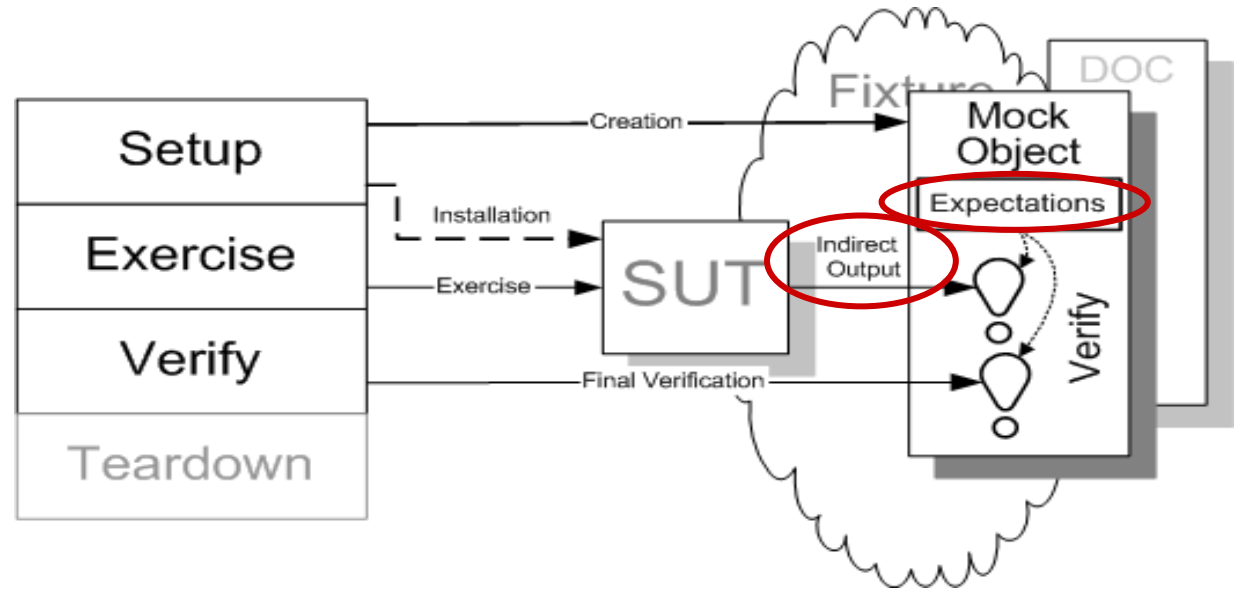 Setup
Exercise
Verify
Teardown
Creation
Installation
Exercise
Final Verification
SUT
Indirect
Output
Fixture
DOC
Mock
Object
Expectations
Verify